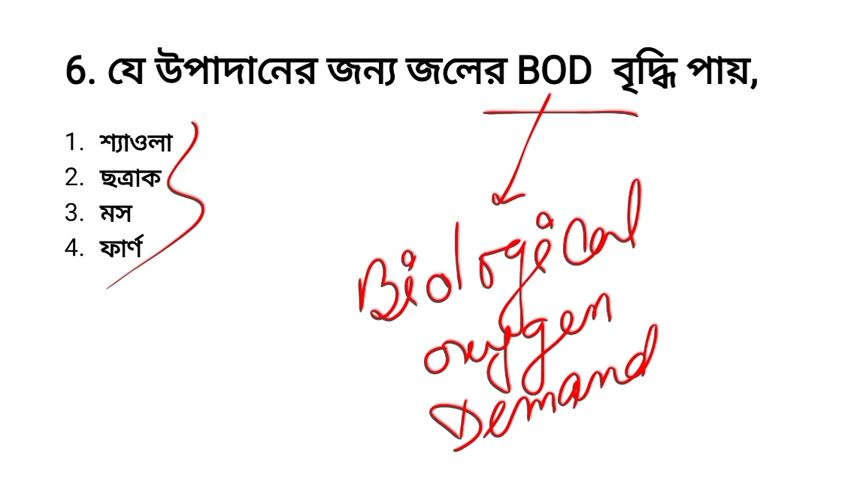 6. যে উপাদানের জন্য জলের BOD বৃদ্ধি পায়,
1. শ্যাওলা
2. ছত্রাক
3. মস
4. ফার্ণ
Biological
oxygen
Demand